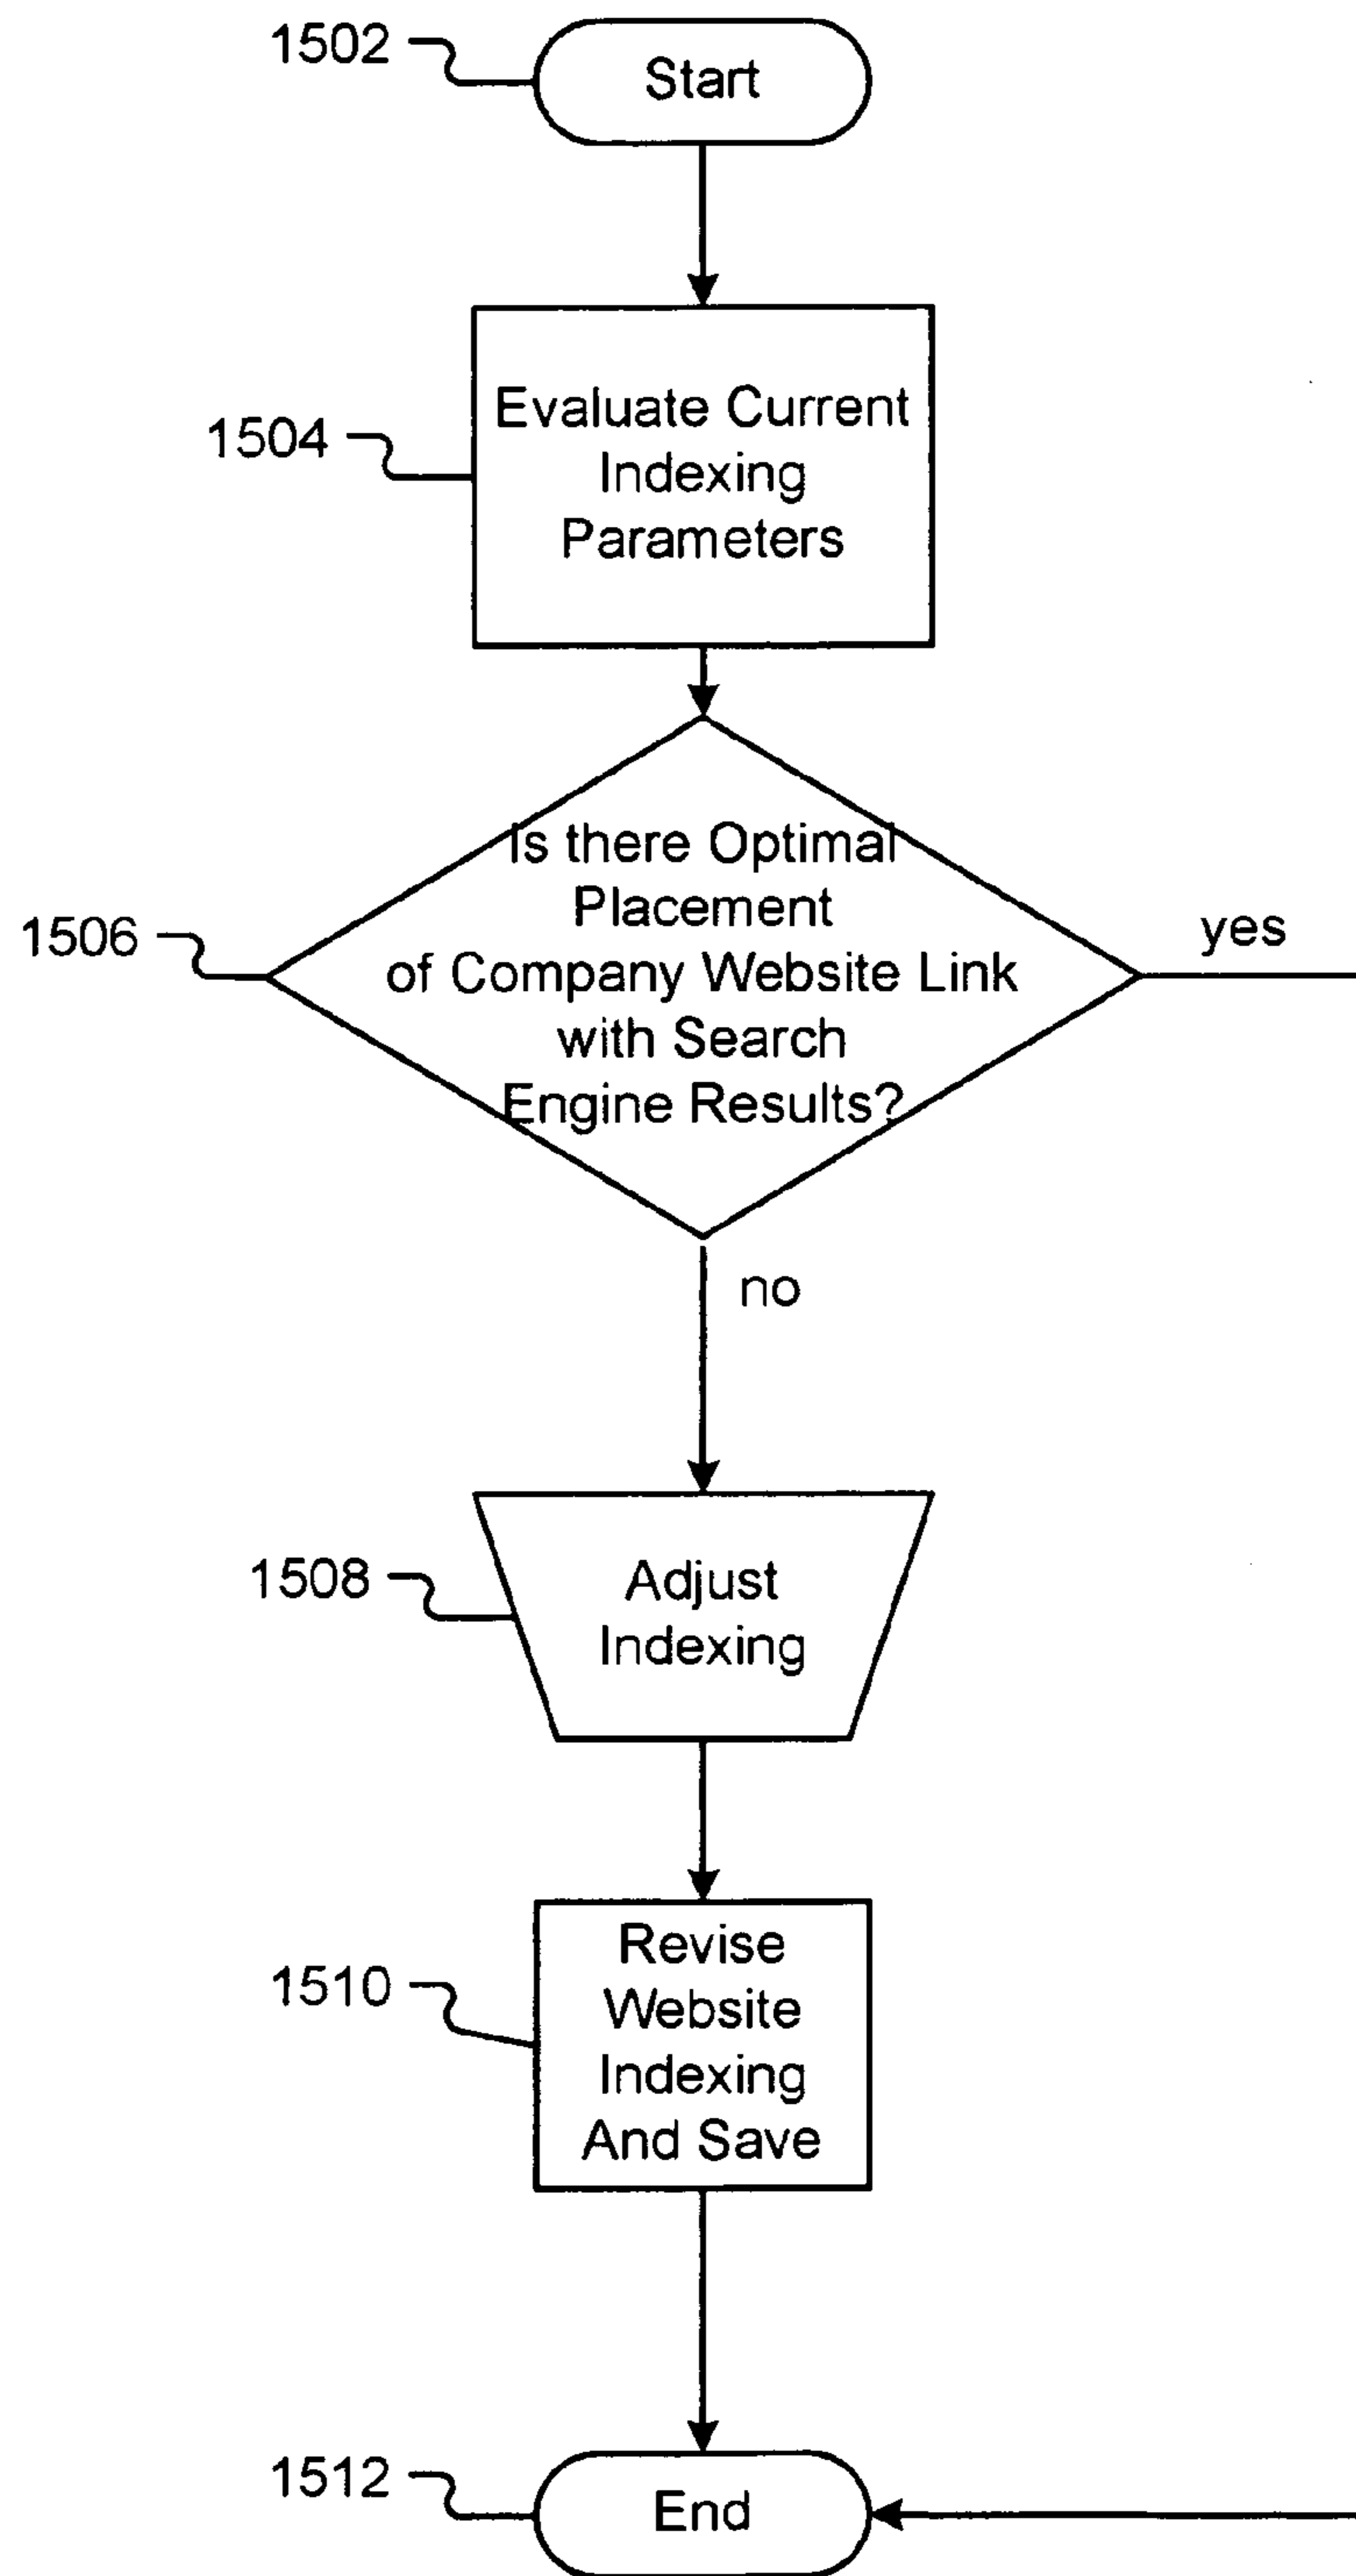 1502
Start
1504
Evaluate Current
Indexing
Parameters
1506
Is there Optimal
Placement
of Company Website Link
with Search
Engine Results?
yes
no
1508
Adjust
Indexing
1510
Revise
Website
Indexing
And Save
1512
End